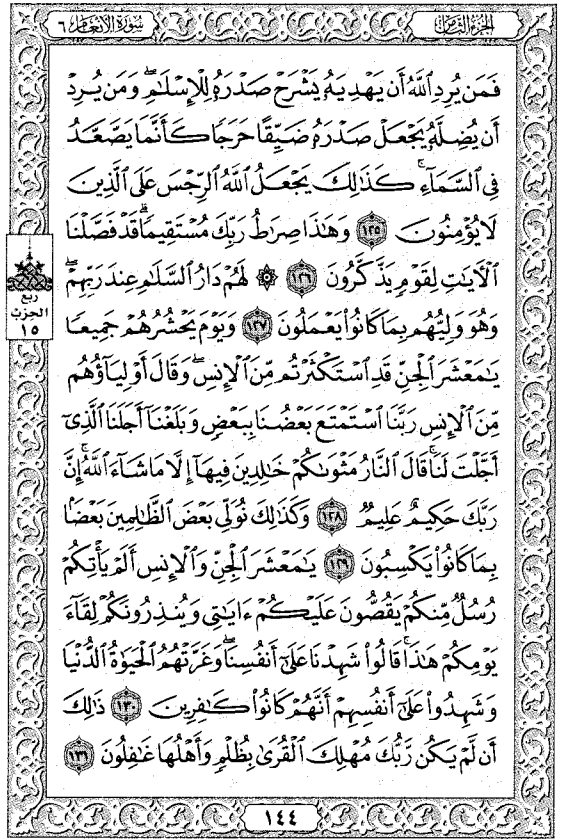 سورة الأنعام ٦
الجزء الثامن
فَمَن يُرِدِ ٱللَّهُ أَن يَهۡدِيَهُۥ يَشۡرَحۡ صَدۡرَهُۥ لِلۡإِسۡلَٰمِۖ وَمَن يُرِدۡ
أَن يُضِلَّهُۥ يَجۡعَلۡ صَدۡرَهُۥ ضَيِّقًا حَرَجٗا كَأَنَّمَا يَصَّعَّدُ
فِي ٱلسَّمَآءِۚ كَذَٰلِكَ يَجۡعَلُ ٱللَّهُ ٱلرِّجۡسَ عَلَى ٱلَّذِينَ
لَا يُؤۡمِنُونَ ١٢٥ وَهَٰذَا صِرَٰطُ رَبِّكَ مُسۡتَقِيمٗاۗ قَدۡ فَصَّلۡنَا
ٱلۡأٓيَٰتِ لِقَوۡمٖ يَذَّكَّرُونَ ١٢٦ ۞ لَهُمۡ دَارُ ٱلسَّلَٰمِ عِندَ رَبِّهِمۡۖ
وَهُوَ وَلِيُّهُم بِمَا كَانُواْ يَعۡمَلُونَ ١٢٧ وَيَوۡمَ يَحۡشُرُهُمۡ جَمِيعٗا
يَٰمَعۡشَرَ ٱلۡجِنِّ قَدِ ٱسۡتَكۡثَرۡتُم مِّنَ ٱلۡإِنسِۖ وَقَالَ أَوۡلِيَآؤُهُم
مِّنَ ٱلۡإِنسِ رَبَّنَا ٱسۡتَمۡتَعَ بَعۡضُنَا بِبَعۡضٖ وَبَلَغۡنَآ أَجَلَنَا ٱلَّذِيٓ
أَجَّلۡتَ لَنَاۚ قَالَ ٱلنَّارُ مَثۡوَىٰكُمۡ خَٰلِدِينَ فِيهَآ إِلَّا مَا شَآءَ ٱللَّهُۗ إِنَّ
رَبَّكَ حَكِيمٌ عَلِيمٞ ١٢٨ وَكَذَٰلِكَ نُوَلِّي بَعۡضَ ٱلظَّٰلِمِينَ بَعۡضَۢا
بِمَا كَانُواْ يَكۡسِبُونَ ١٢٩ يَٰمَعۡشَرَ ٱلۡجِنِّ وَٱلۡإِنسِ أَلَمۡ يَأۡتِكُمۡ
رُسُلٞ مِّنكُمۡ يَقُصُّونَ عَلَيۡكُمۡ ءَايَٰتِي وَيُنذِرُونَكُمۡ لِقَآءَ
يَوۡمِكُمۡ هَٰذَاۚ قَالُواْ شَهِدۡنَا عَلَىٰٓ أَنفُسِنَاۖ وَغَرَّتۡهُمُ ٱلۡحَيَوٰةُ ٱلدُّنۡيَا
وَشَهِدُواْ عَلَىٰٓ أَنفُسِهِمۡ أَنَّهُمۡ كَانُواْ كَٰفِرِينَ ١٣٠ ذَٰلِكَ
أَن لَّمۡ يَكُن رَّبُّكَ مُهۡلِكَ ٱلۡقُرَىٰ بِظُلۡمٖ وَأَهۡلُهَا غَٰفِلُونَ ١٣١
ربع
الحزب
١٥
١٤٤